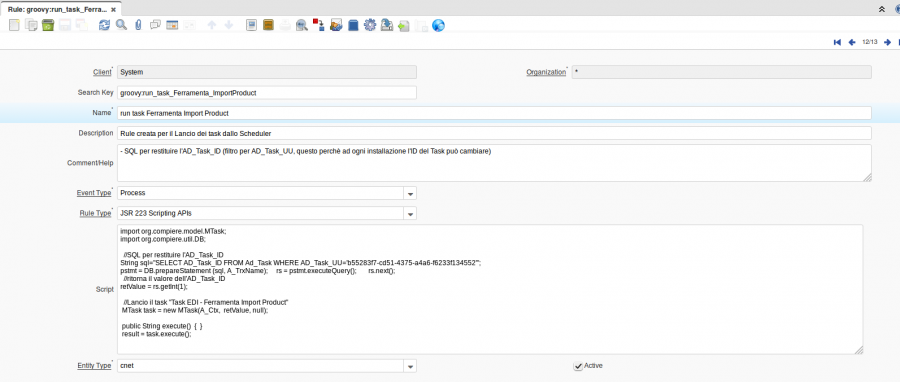 Rule: groovy:run_task_Ferra...
12/13
Client System Organization *
Search Key groovy:run_task_Ferramenta_ImportProduct
Name run task Ferramenta Import Product
Description Rule creata per il Lancio dei task dallo Scheduler
Comment/Help - SQL per restituire l'AD_Task_ID (filtro per AD_Task_UU, questo perchè ad ogni installazione l'ID del Task può cambiare)
Event Type Process
Rule Type JSR 223 Scripting APIs
Script
import org.compiere.model.MTask;
import org.compiere.util.DB;
//SQL per restituire l'AD_Task_ID
String sql="SELECT AD_Task_ID FROM Ad_Task WHERE AD_Task_UU='b55283f7-cd51-4375-a4a6-f6233f134552'";
pstmt = DB.prepareStatement (sql, A_TrxName); rs = pstmt.executeQuery(); rs.next();
//ritorna il valore dell'AD_Task_ID
retValue = rs.getInt(1);
//Lancio il task "Task EDI - Ferramenta Import Product"
MTask task = new MTask(A_Ctx, retValue, null);
public String execute() { }
result = task.execute();
Entity Type cnet Active